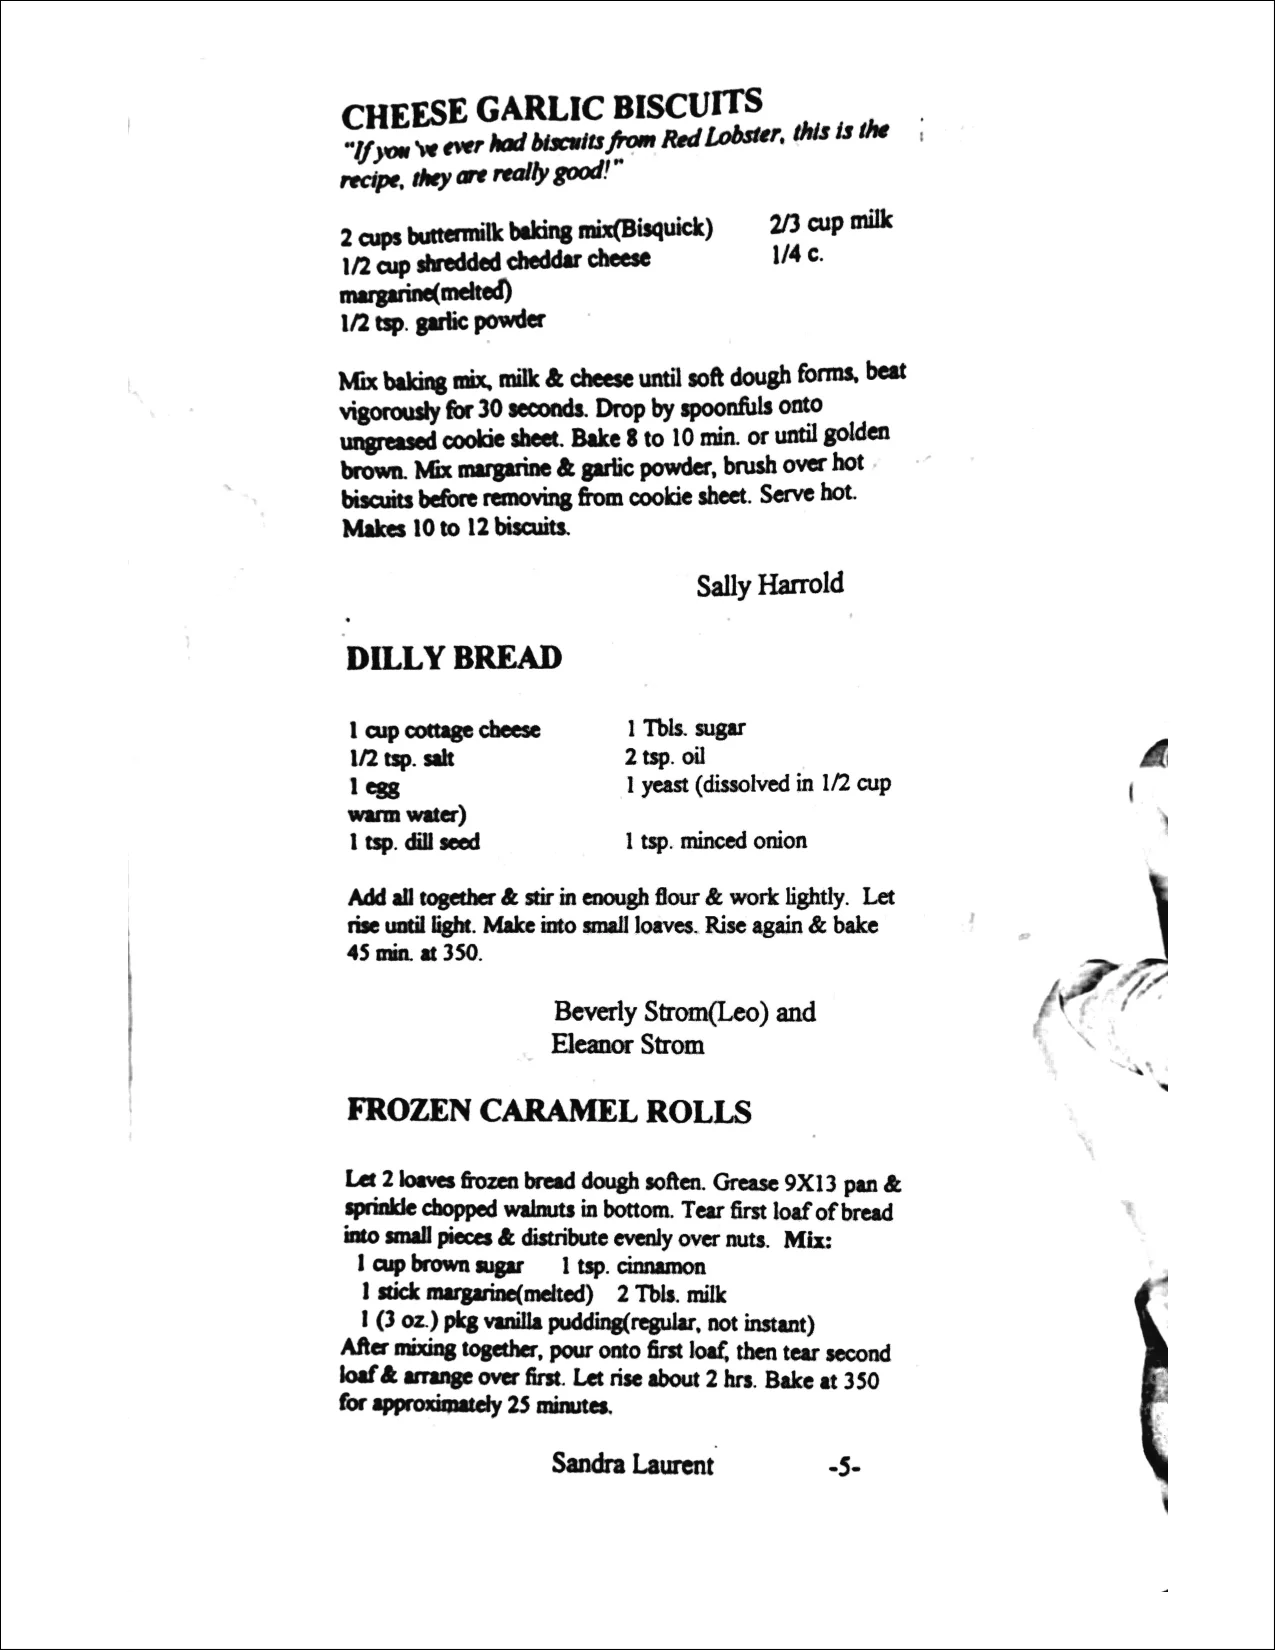 CHEESE GARLIC BISCUITS
"If you've ever had biscuits from Red Lobster, this is the
recipe, they are really good!"
2 cups buttermilk baking mix(Bisquick) 2/3 cup milk
1/2 cup shredded cheddar cheese 1/4 c.
margarine(melted)
1/2 tsp. garlic powder
Mix baking mix, milk & cheese until soft dough forms, beat
vigorously for 30 seconds. Drop by spoonfuls onto
ungreased cookie sheet. Bake 8 to 10 min. or until golden
brown. Mix margarine & garlic powder, brush over hot
biscuits before removing from cookie sheet. Serve hot.
Makes 10 to 12 biscuits.
Sally Harrold
DILLY BREAD
1 cup cottage cheese 1 Tbls. sugar
1/2 tsp. salt 2 tsp. oil
1 egg 1 yeast (dissolved in 1/2 cup
warm water)
1 tsp. dill seed 1 tsp. minced onion
Add all together & stir in enough flour & work lightly. Let
rise until light. Make into small loaves. Rise again & bake
45 min. at 350.
Beverly Strom(Leo) and
Eleanor Strom
FROZEN CARAMEL ROLLS
Let 2 loaves frozen bread dough soften. Grease 9X13 pan &
sprinkle chopped walnuts in bottom. Tear first loaf of bread
into small pieces & distribute evenly over nuts. Mix:
1 cup brown sugar 1 tsp. cinnamon
1 stick margarine(melted) 2 Tbls. milk
1 (3 oz.) pkg vanilla pudding(regular, not instant)
After mixing together, pour onto first loaf, then tear second
loaf & arrange over first. Let rise about 2 hrs. Bake at 350
for approximately 25 minutes.
Sandra Laurent -5-